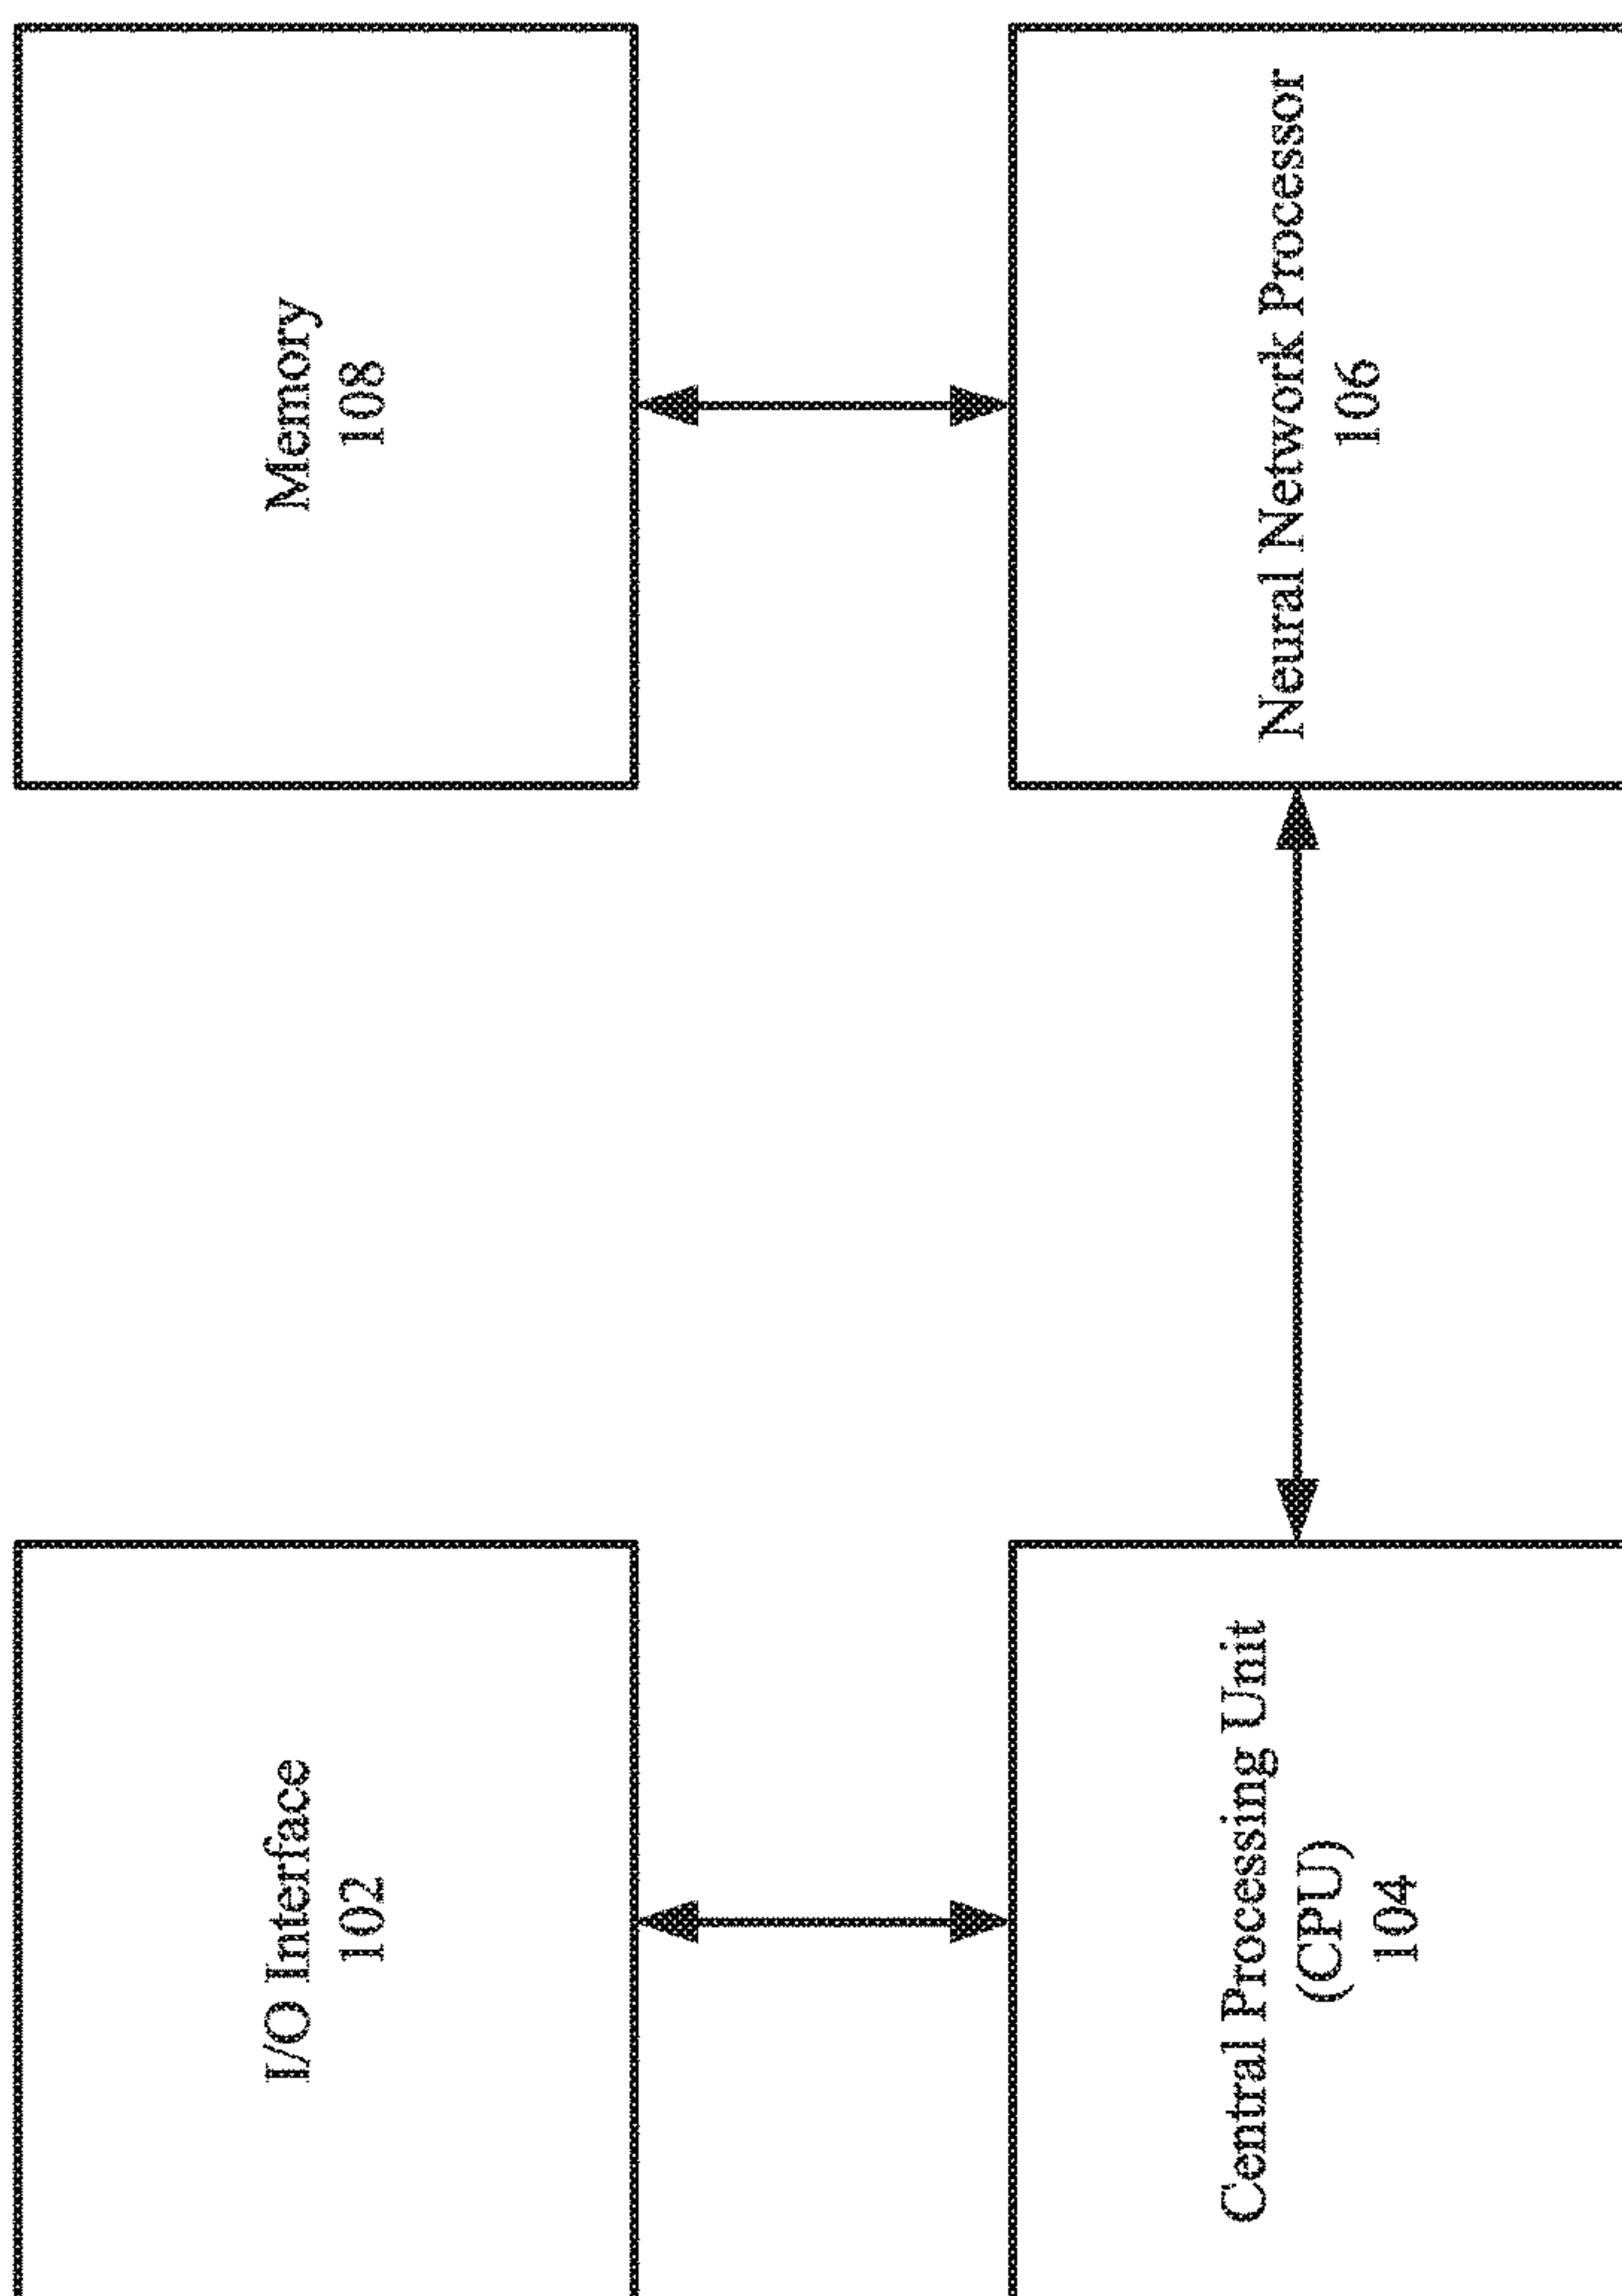 I/O Interface
102
Memory
108
Central Processing Unit
(CPU)
104
Neural Network Processor
106